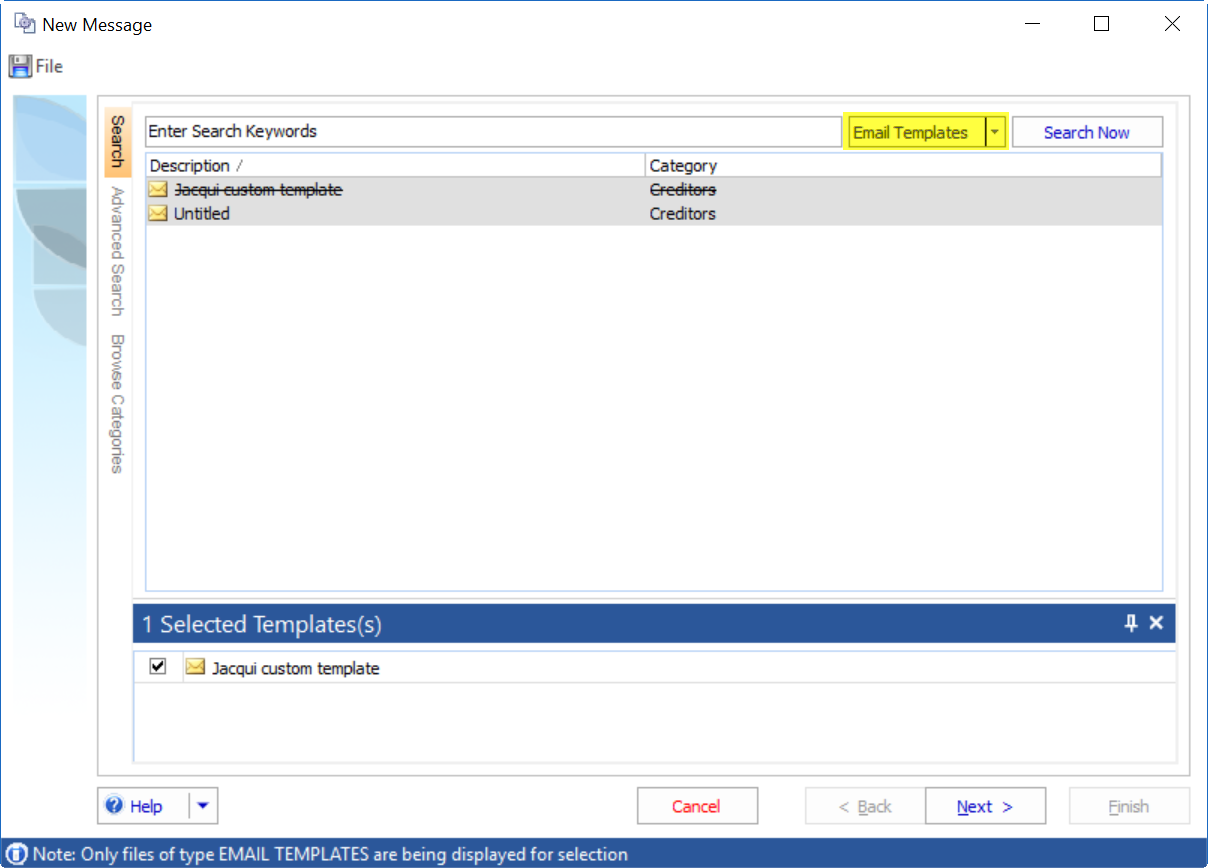 New Message
File
Search
Advanced Search
Browse Categories
Enter Search Keywords
Email Templates
Search Now
Description /
Category
Jacqui custom template
Creditors
Untitled
Creditors
1 Selected Templates(s)
Jacqui custom template
Help
Cancel
< Back
Next >
Finish
Note: Only files of type EMAIL TEMPLATES are being displayed for selection